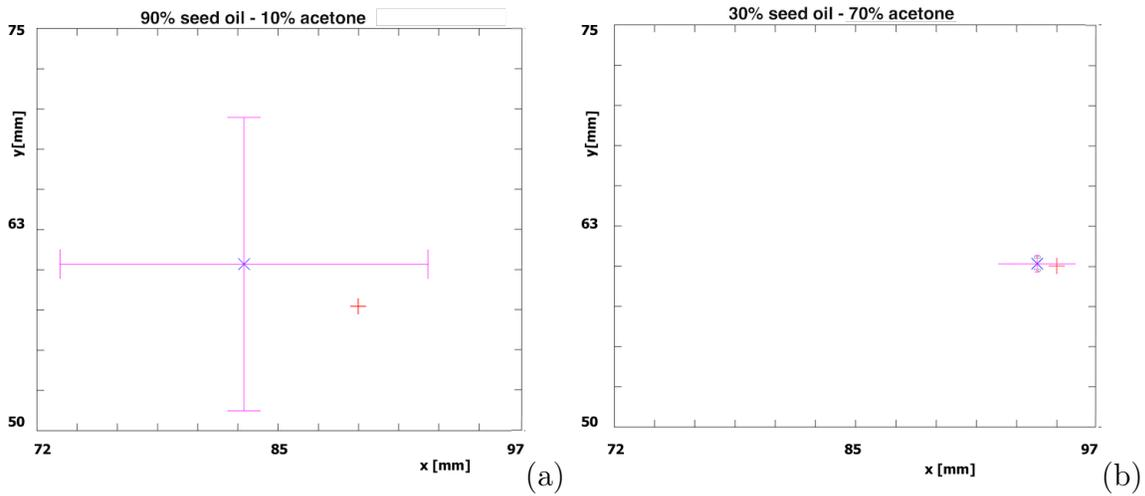 90% seed oil - 10% acetone
75
y[mm]
63
50
72 85 97
x [mm]
(a)
30% seed oil - 70% acetone
75
y[mm]
63
50
72 85 97
x [mm]
(b)